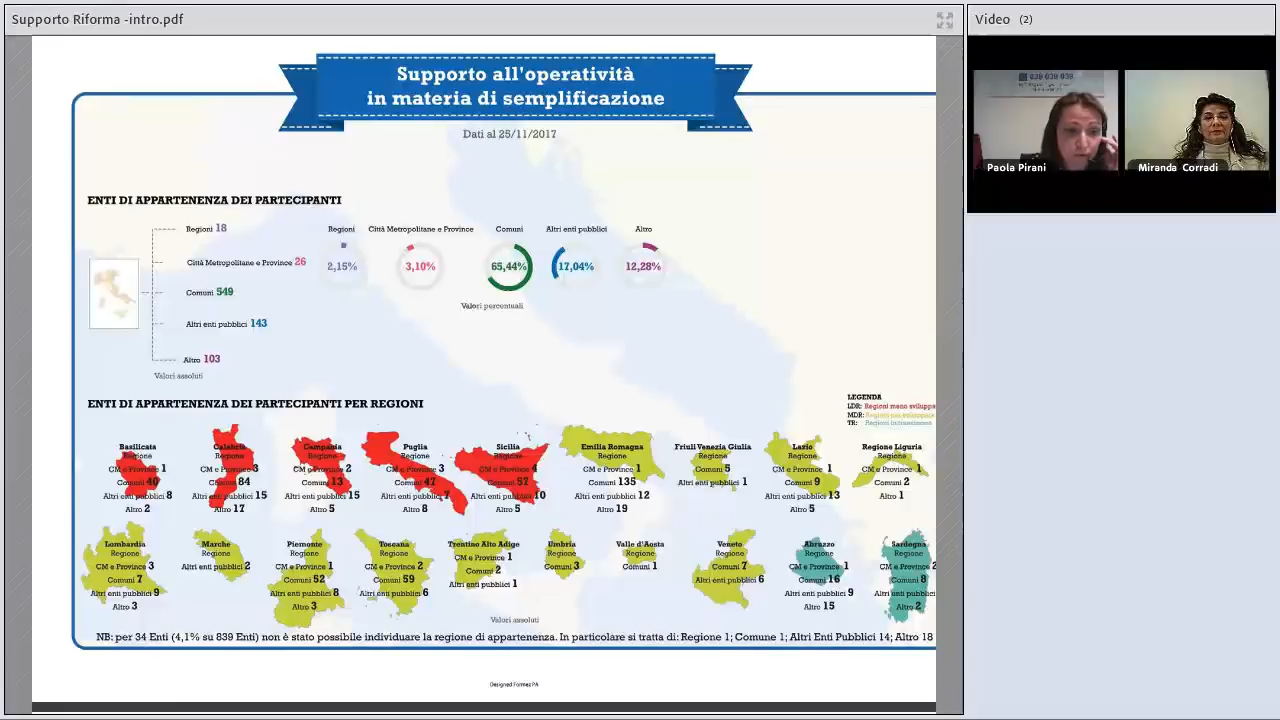 Supporto Riforma -intro.pdf
Video (2)
Paola Pirani
Miranda Corradi
Supporto all'operatività
in materia di semplificazione
Dati al 25/11/2017
ENTI DI APPARTENENZA DEI PARTECIPANTI
Regioni 18
Città Metropolitane e Province 26
Comuni 549
Altri enti pubblici 143
Altro 103
Valori assoluti
Regioni Città Metropolitane e Province Comuni Altri enti pubblici Altro
2,15% 3,10% 65,44% 17,04% 12,28%
Valori percentuali
ENTI DI APPARTENENZA DEI PARTECIPANTI PER REGIONI
LEGENDA
LDR: Regioni meno sviluppa
MDR:
TR:
Basilicata
Regione
CM e Province 1
Comuni 40
Altri enti pubblici 8
Altro 2
Calabria
Regione
CM e Province 3
Comuni 84
Altri enti pubblici 15
Altro 17
Campania
Regione
CM e Province 2
Comuni 13
Altri enti pubblici 15
Altro 5
Puglia
Regione
CM e Province 3
Comuni 47
Altri enti pubblici 7
Altro 8
Sicilia
Regione
CM e Province 4
Comuni 57
Altri enti pubblici 10
Altro 5
Emilia Romagna
Regione
CM e Province 1
Comuni 135
Altri enti pubblici 12
Altro 19
Friuli Venezia Giulia
Regione
Comuni 5
Altri enti pubblici 1
Lazio
Regione
CM e Province 1
Comuni 9
Altri enti pubblici 13
Altro 5
Regione Liguria
Regione
CM e Province 1
Comuni 2
Altro 1
Lombardia
Regione
CM e Province 3
Comuni 7
Altri enti pubblici 9
Altro 3
Marche
Regione
Altri enti pubblici 2
Piemonte
Regione
CM e Province 1
Comuni 52
Altri enti pubblici 8
Altro 3
Toscana
Regione
CM e Province 2
Comuni 59
Altri enti pubblici 6
Trentino Alto Adige
CM e Province 1
Comuni 2
Altri enti pubblici 1
Umbria
Regione
Comuni 3
Valle d'Aosta
Regione
Comuni 1
Veneto
Regione
Comuni 7
Altri enti pubblici 6
Abruzzo
Regione
CM e Province 1
Comuni 16
Altri enti pubblici 9
Altro 15
Sardegna
Regione
CM e Province 2
Comuni 8
Altri enti pubblici
Altro 2
Valori assoluti
NB: per 34 Enti (4,1% su 839 Enti) non è stato possibile individuare la regione di appartenenza. In particolare si tratta di: Regione 1; Comune 1; Altri Enti Pubblici 14; Altro 18
Designed Formez PA